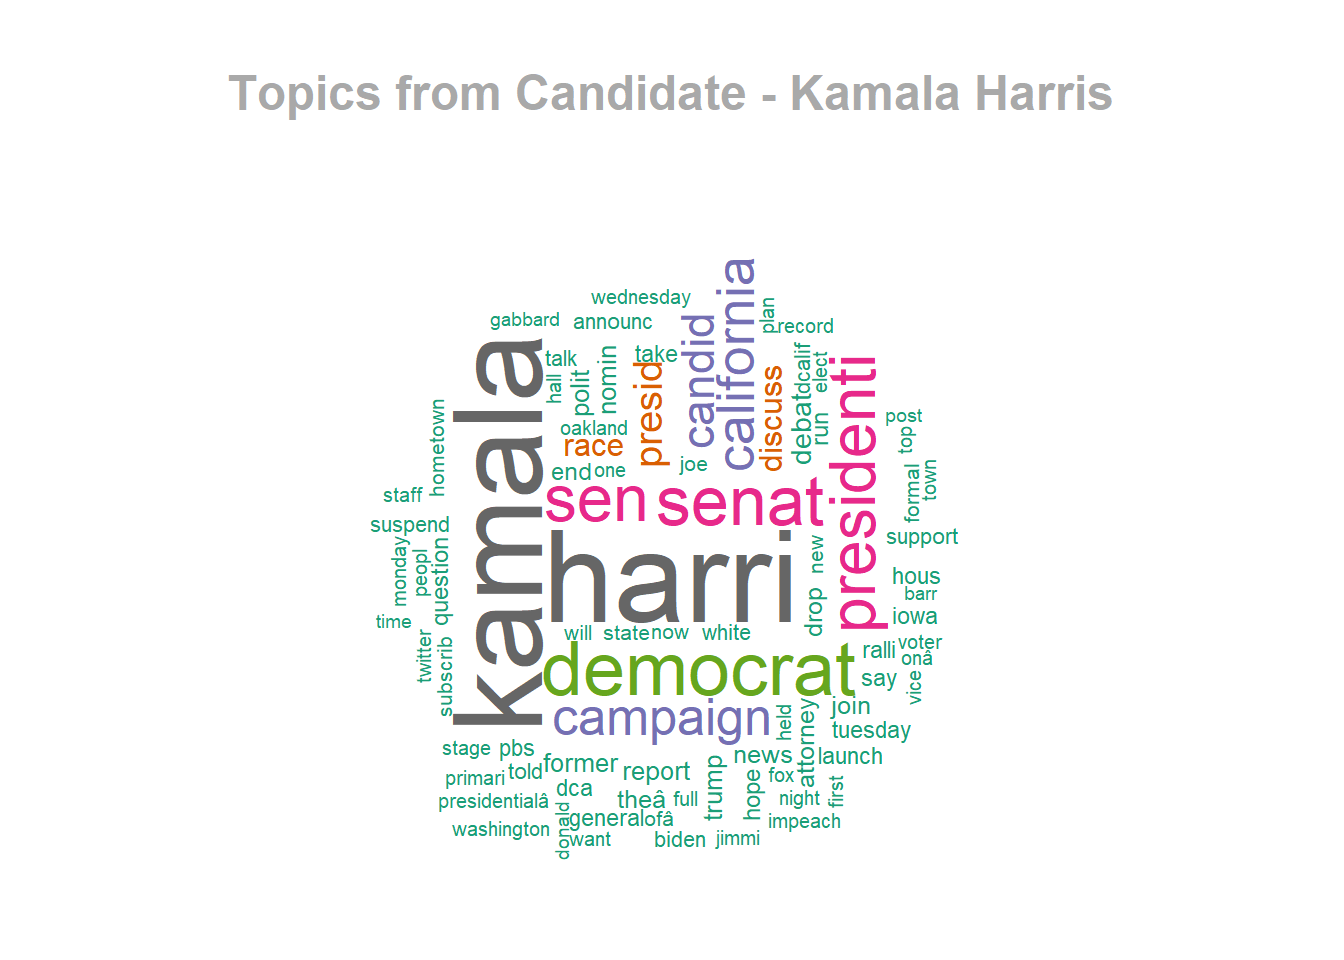 Topics from Candidate - Kamala Harris
wednesday
gabbard
announc
plan
record
california
candid
talk
take
hall
polit
nomin
presid
discuss
dcalif
elect
debat
run
presidenti
post
top
town
formal
hometown
oakland
race
end
one
joe
staff
suspend
kamala
sen
senat
support
monday
peopl
question
harri
new
drop
hous
barr
iowa
time
will
state
now
white
voter
ralli
onâ
twitter
subscrib
democrat
say
vice
campaign
held
attorney
join
tuesday
stage
pbs
former
report
news
launch
primari
told
dca
trump
hope
fox
first
presidentialâ
theâ
full
night
washington
donald
general
ofâ
impeach
want
biden
jimmi